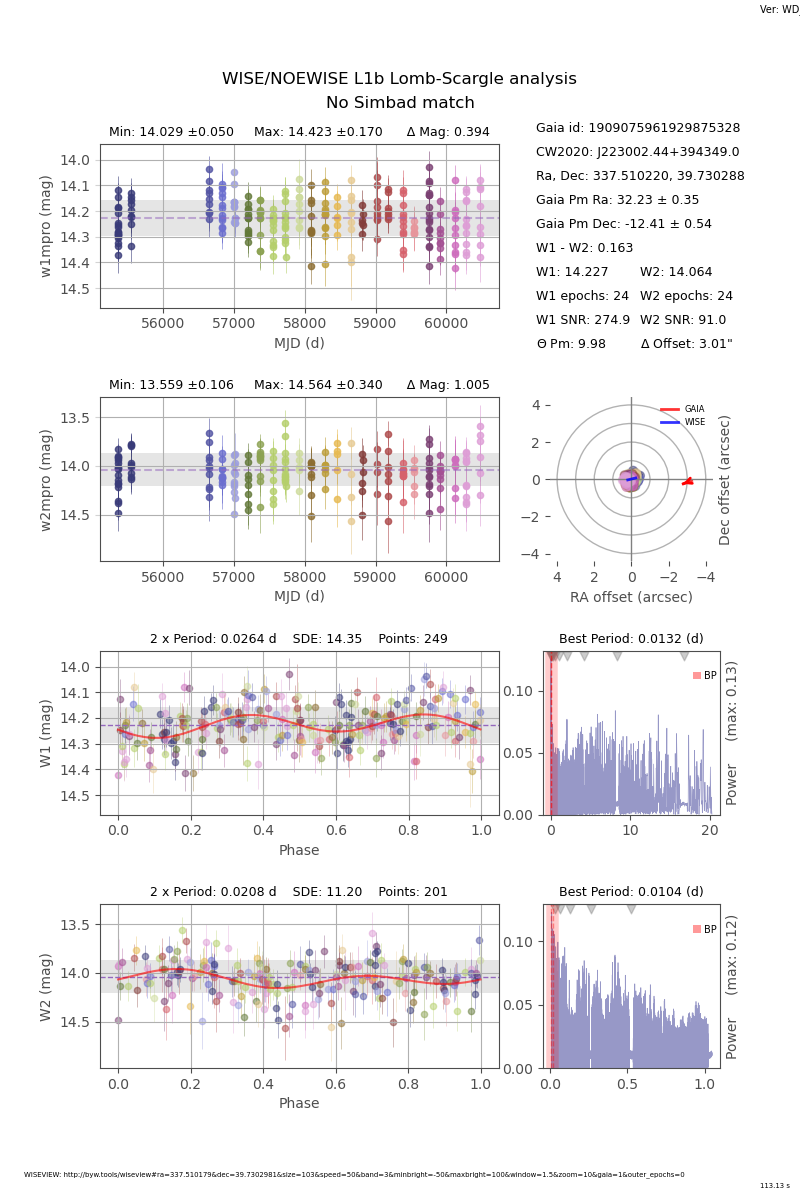 Ver: WD_
WISE/NOEWISE L1b Lomb-Scargle analysis
No Simbad match
Min: 14.029 ±0.050 Max: 14.423 ±0.170 Δ Mag: 0.394
14.0
14.1
14.2
14.3
14.4
14.5
w1mpro (mag)
56000 57000 58000 59000 60000
MJD (d)
Gaia id: 1909075961929875328
CW2020: J223002.44+394349.0
Ra, Dec: 337.510220, 39.730288
Gaia Pm Ra: 32.23 ± 0.35
Gaia Pm Dec: -12.41 ± 0.54
W1 - W2: 0.163
W1: 14.227 W2: 14.064
W1 epochs: 24 W2 epochs: 24
W1 SNR: 274.9 W2 SNR: 91.0
Θ Pm: 9.98 Δ Offset: 3.01"
Min: 13.559 ±0.106 Max: 14.564 ±0.340 Δ Mag: 1.005
13.5
14.0
14.5
w2mpro (mag)
56000 57000 58000 59000 60000
MJD (d)
GAIA
WISE
4
2
0
−2
−4
4 2 0 −2 −4
RA offset (arcsec)
Dec offset (arcsec)
2 x Period: 0.0264 d SDE: 14.35 Points: 249
14.0
14.1
14.2
14.3
14.4
14.5
W1 (mag)
0.0 0.2 0.4 0.6 0.8 1.0
Phase
Best Period: 0.0132 (d)
BP
0.10
0.05
0.00
0 10 20
Power (max: 0.13)
2 x Period: 0.0208 d SDE: 11.20 Points: 201
13.5
14.0
14.5
W2 (mag)
0.0 0.2 0.4 0.6 0.8 1.0
Phase
Best Period: 0.0104 (d)
BP
0.10
0.05
0.00
0.0 0.5 1.0
Power (max: 0.12)
WISEVIEW: http://byw.tools/wiseview#ra=337.510179&dec=39.7302981&size=103&speed=50&band=3&minbright=-50&maxbright=100&window=1.5&zoom=10&gaia=1&outer_epochs=0
113.13 s